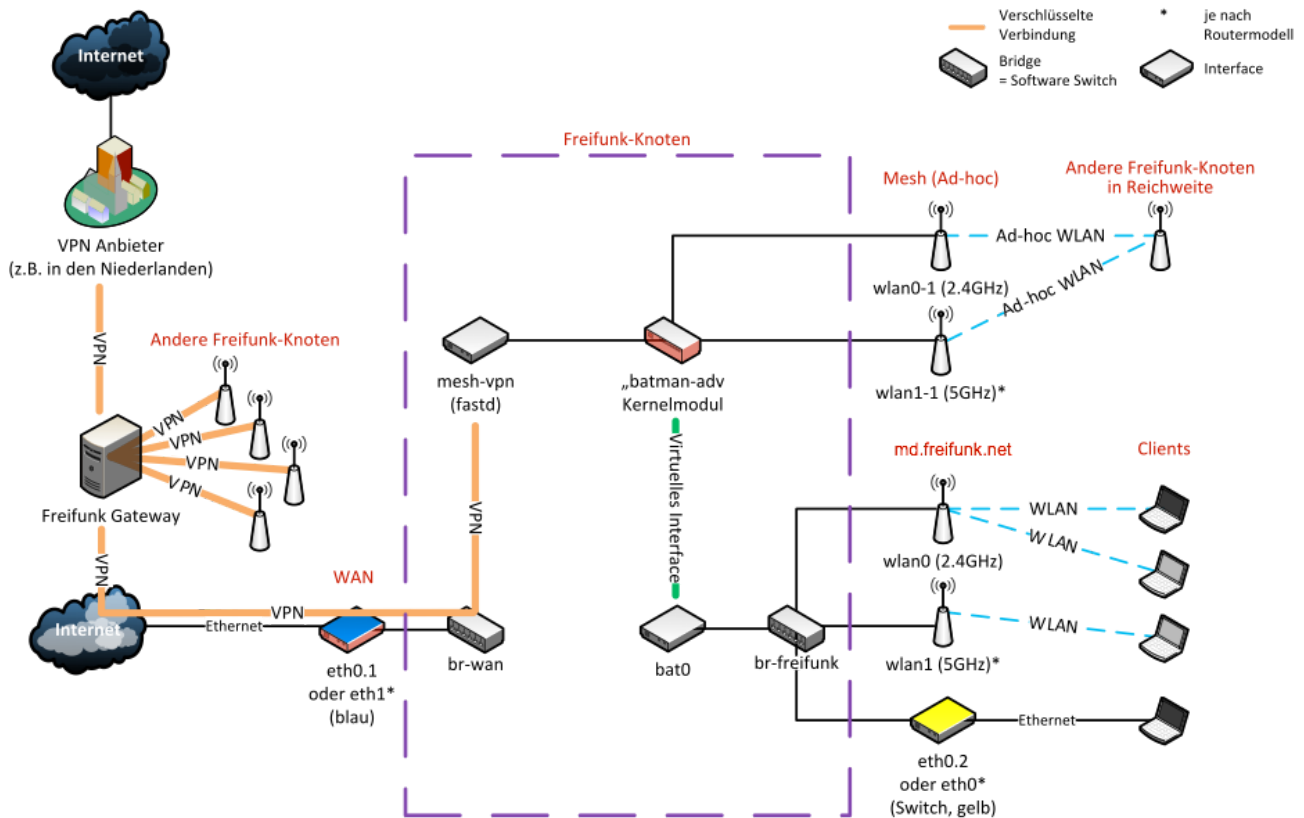 Verschlüsselte
Verbindung
*
je nach
Routermodell
Bridge
= Software Switch
Interface
Internet
VPN Anbieter
(z.B. in den Niederlanden)
VPN
Andere Freifunk-Knoten
VPN
VPN
VPN
VPN
Freifunk Gateway
VPN
Internet
Ethernet
VPN
WAN
eth0.1
oder eth1*
(blau)
Freifunk-Knoten
mesh-vpn
(fastd)
VPN
br-wan
„batman-adv
Kernelmodul
Virtuelles Interface
bat0
br-freifunk
Mesh (Ad-hoc)
Andere Freifunk-Knoten
in Reichweite
Ad-hoc WLAN
wlan0-1 (2.4GHz)
Ad-hoc WLAN
wlan1-1 (5GHz)*
md.freifunk.net
Clients
WLAN
WLAN
wlan0 (2.4GHz)
WLAN
wlan1 (5GHz)*
Ethernet
eth0.2
oder eth0*
(Switch, gelb)